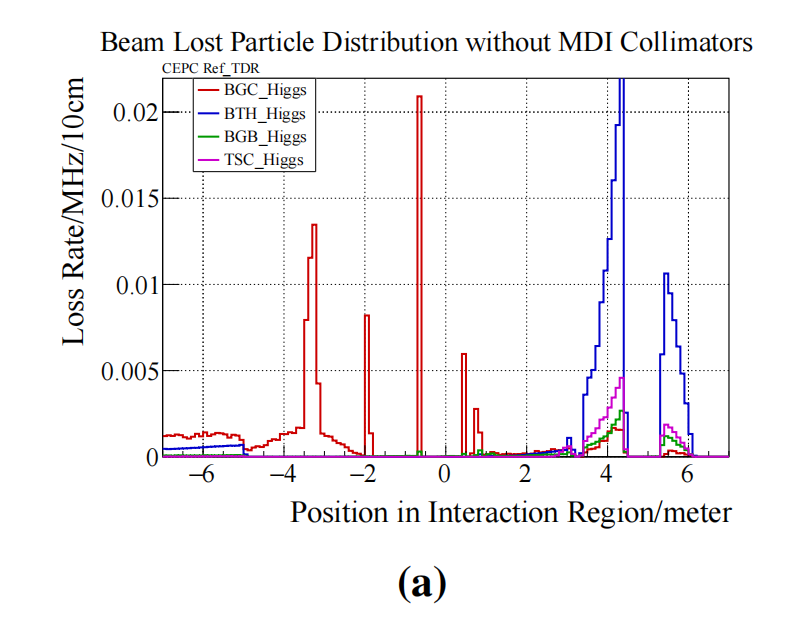 Beam Lost Particle Distribution without MDI Collimators
CEPC Ref_TDR
BGC_Higgs
BTH_Higgs
BGB_Higgs
TSC_Higgs
Loss Rate/MHz/10cm
0.02
0.015
0.01
0.005
0
−6 −4 −2 0 2 4 6
Position in Interaction Region/meter
(a)